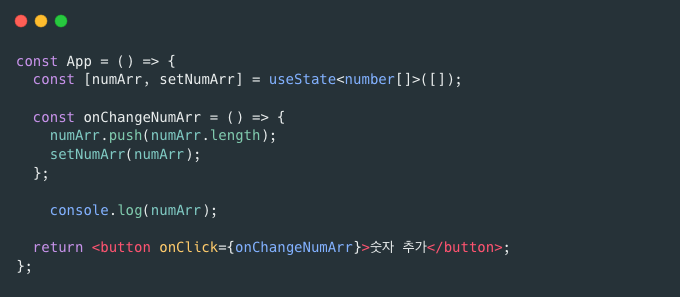 const App = () => {
  const [numArr, setNumArr] = useState<number[]>([]);

  const onChangeNumArr = () => {
    numArr.push(numArr.length);
    setNumArr(numArr);
  };

    console.log(numArr);

  return <button onClick={onChangeNumArr}>숫자 추가</button>;
};